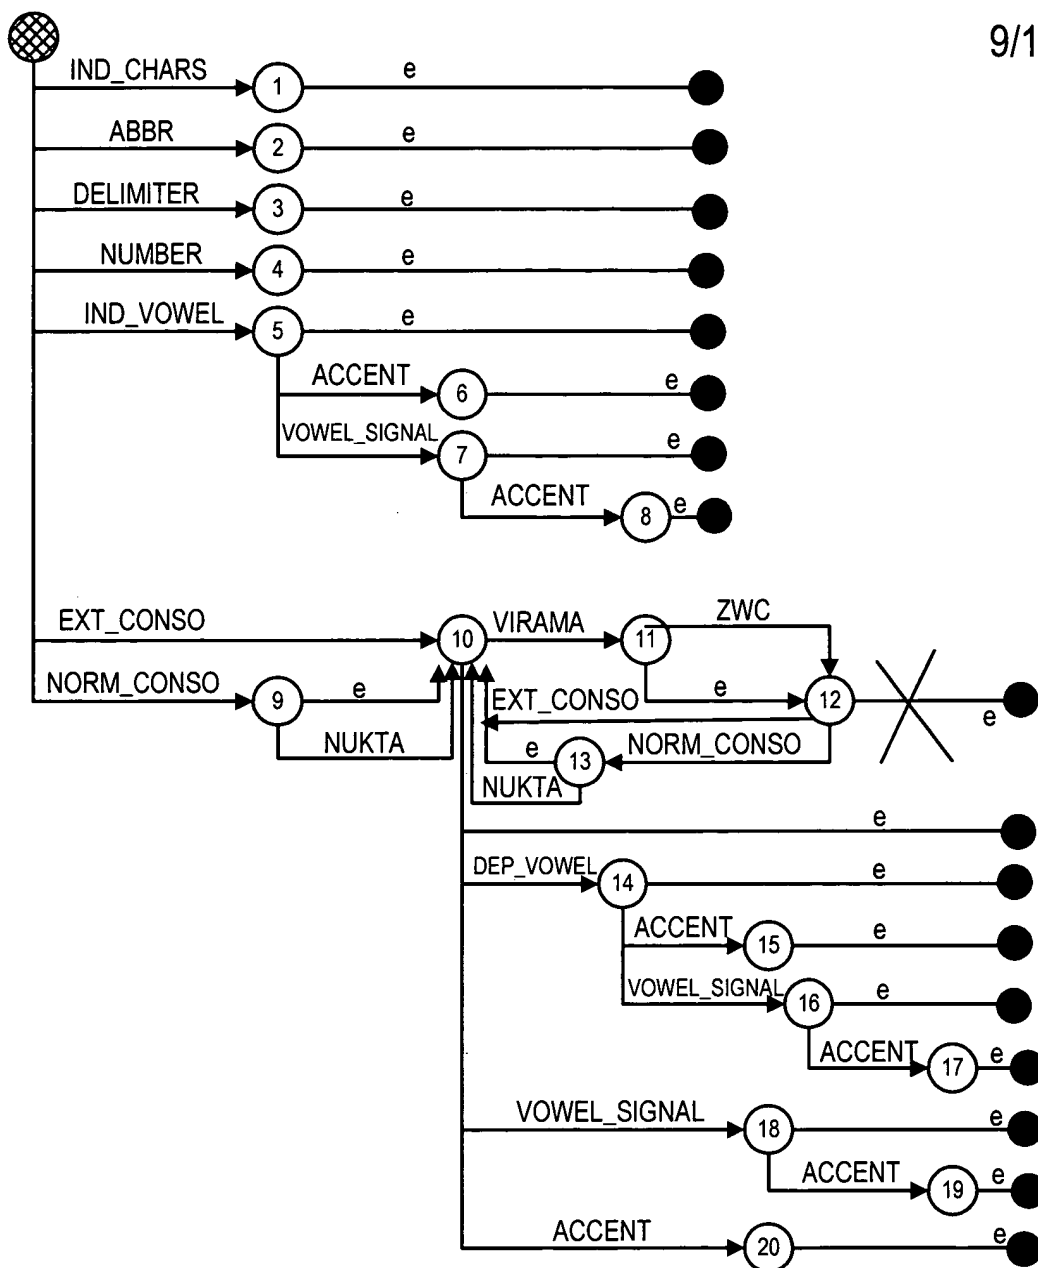 9/1
IND_CHARS 1 e
ABBR 2 e
DELIMITER 3 e
NUMBER 4 e
IND_VOWEL 5 e
ACCENT 6 e
VOWEL_SIGNAL 7 e
ACCENT 8 e
EXT_CONSO 10 VIRAMA 11 ZWC
NORM_CONSO 9 e EXT_CONSO e 12 e
NUKTA e 13 NORM_CONSO
NUKTA
e
DEP_VOWEL 14 e
ACCENT 15 e
VOWEL_SIGNAL 16 e
ACCENT 17 e
VOWEL_SIGNAL 18 e
ACCENT 19 e
ACCENT 20 e